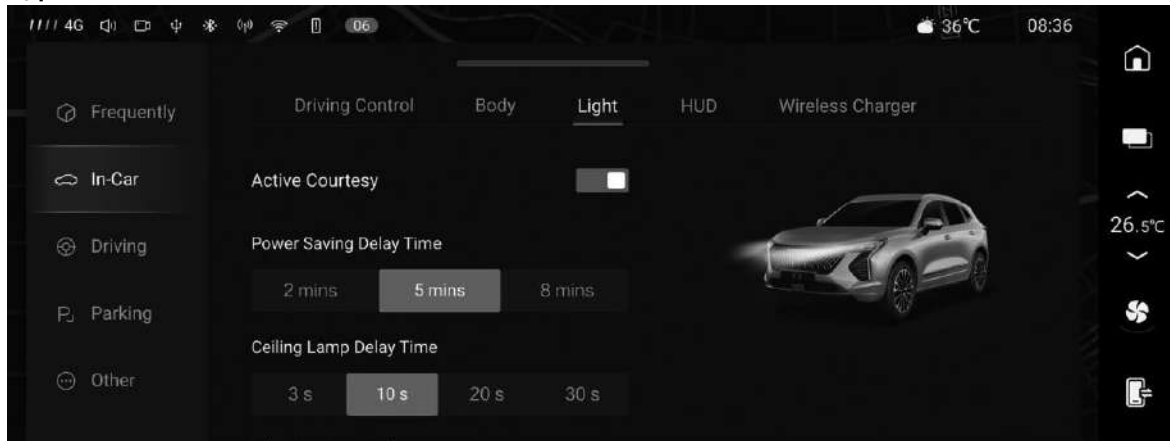 4G 06 36℃ 08:36
Driving Control Body Light HUD Wireless Charger
Frequently
In-Car
Driving
Parking
Other
Active Courtesy
Power Saving Delay Time
2 mins 5 mins 8 mins
Ceiling Lamp Delay Time
3 s 10 s 20 s 30 s
26.5℃